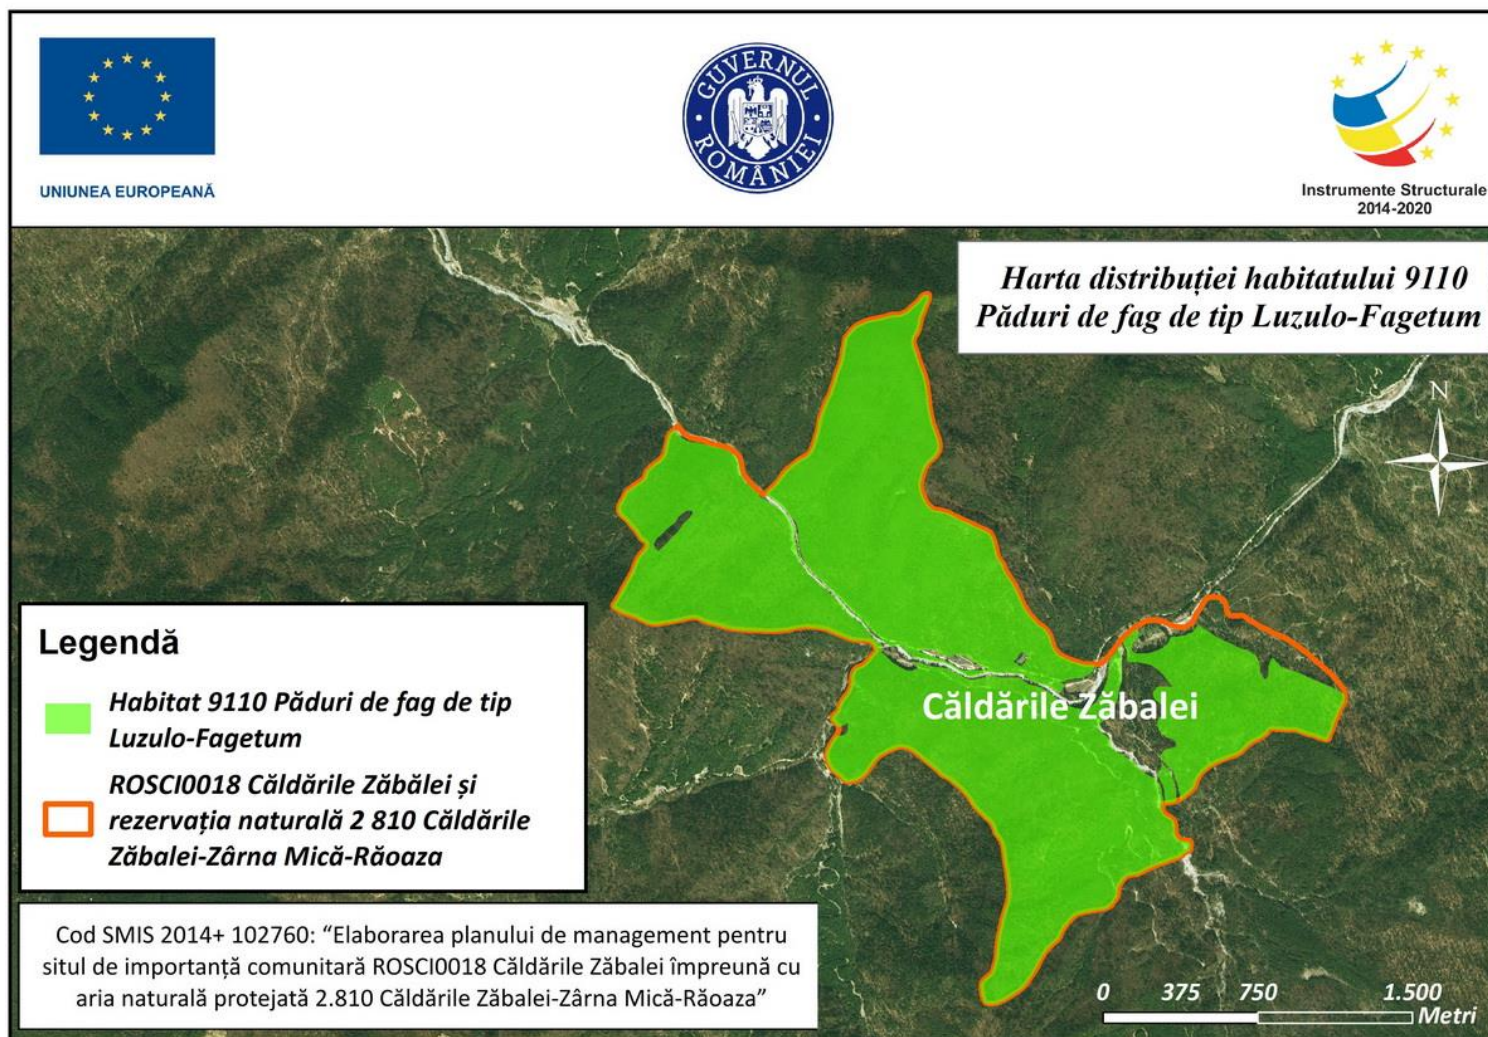 UNIUNEA EUROPEANĂ
GUVERNUL
ROMÂNIEI
Instrumente Structurale
2014-2020
Harta distribuției habitatului 9110
Păduri de fag de tip Luzulo-Fagetum
N
Căldările Zăbalei
Legendă
Habitat 9110 Păduri de fag de tip
Luzulo-Fagetum
ROSCI0018 Căldările Zăbălei și
rezervația naturală 2 810 Căldările
Zăbalei-Zârna Mică-Răoaza
Cod SMIS 2014+ 102760: “Elaborarea planului de management pentru
situl de importanță comunitară ROSCI0018 Căldările Zăbalei împreună cu
aria naturală protejată 2.810 Căldările Zăbalei-Zârna Mică-Răoaza”
0 375 750 1.500
Metri